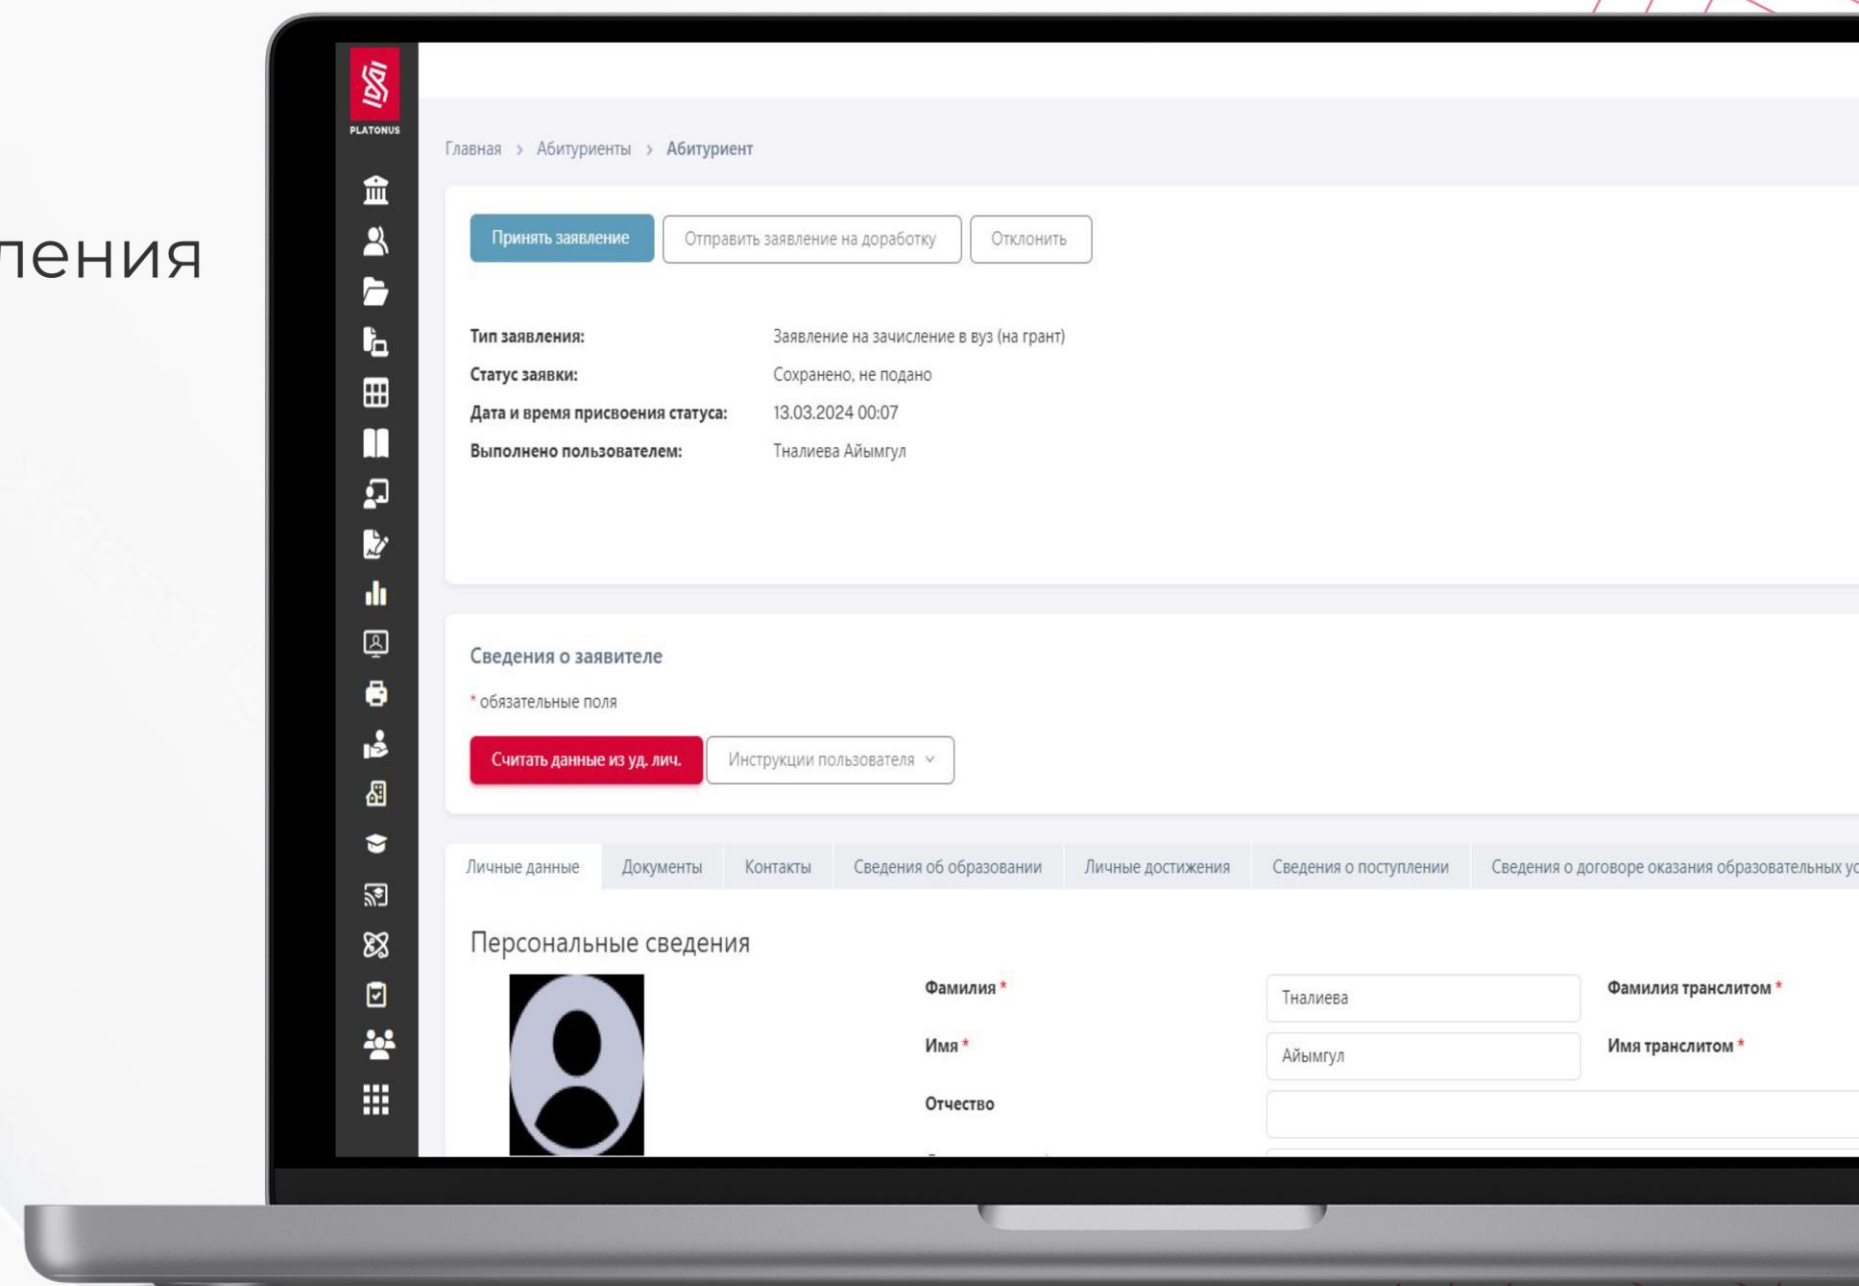 PLATONUS
Главная > Абитуриенты > Абитуриент
ления
Принять заявление Отправить заявление на доработку Отклонить
Тип заявления: Заявление на зачисление в вуз (на грант)
Статус заявки: Сохранено, не подано
Дата и время присвоения статуса: 13.03.2024 00:07
Выполнено пользователем: Тналиева Айымгул
Сведения о заявителе
* обязательные поля
Считать данные из уд. лич. Инструкции пользователя
Личные данные Документы Контакты Сведения об образовании Личные достижения Сведения о поступлении Сведения о договоре оказания образовательных ус
Персональные сведения
Фамилия * Тналиева Фамилия транслитом *
Имя * Айымгул Имя транслитом *
Отчество